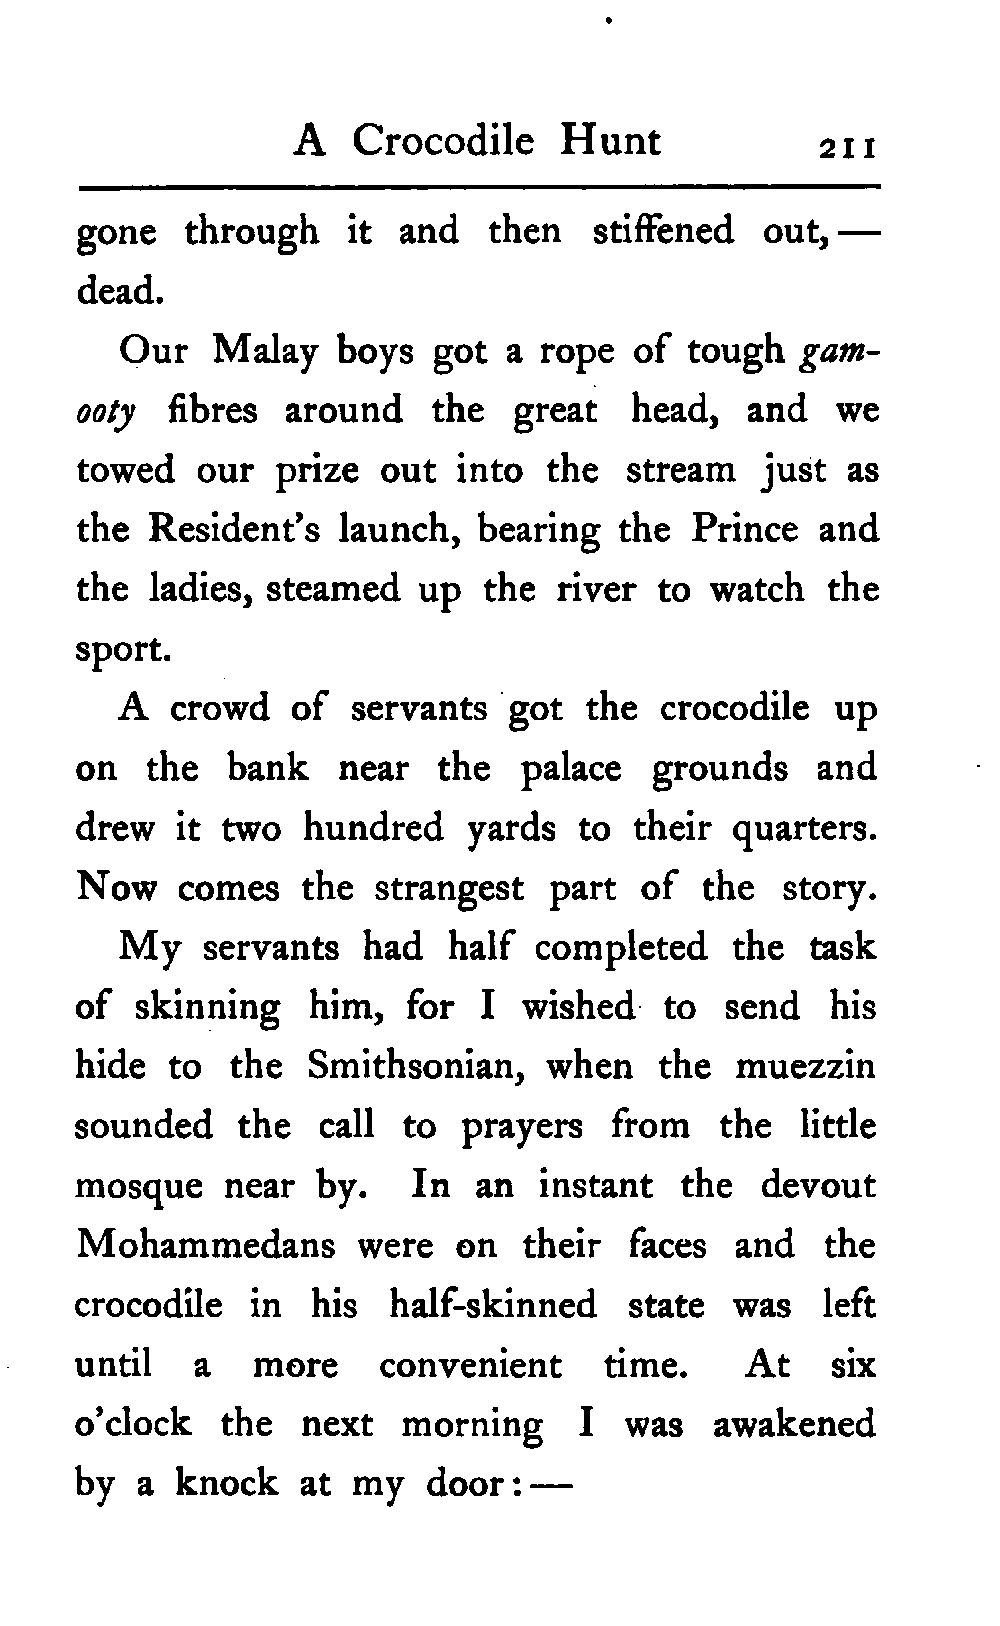 A Crocodile Hunt 211
gone through it and then stiffened out,—
dead.
Our Malay boys got a rope of tough gam-
ooty fibres around the great head, and we
towed our prize out into the stream just as
the Resident's launch, bearing the Prince and
the ladies, steamed up the river to watch the
sport.
A crowd of servants got the crocodile up
on the bank near the palace grounds and
drew it two hundred yards to their quarters.
Now comes the strangest part of the story.
My servants had half completed the task
of skinning him, for I wished to send his
hide to the Smithsonian, when the muezzin
sounded the call to prayers from the little
mosque near by. In an instant the devout
Mohammedans were on their faces and the
crocodile in his half-skinned state was left
until a more convenient time. At six
o'clock the next morning I was awakened
by a knock at my door:—